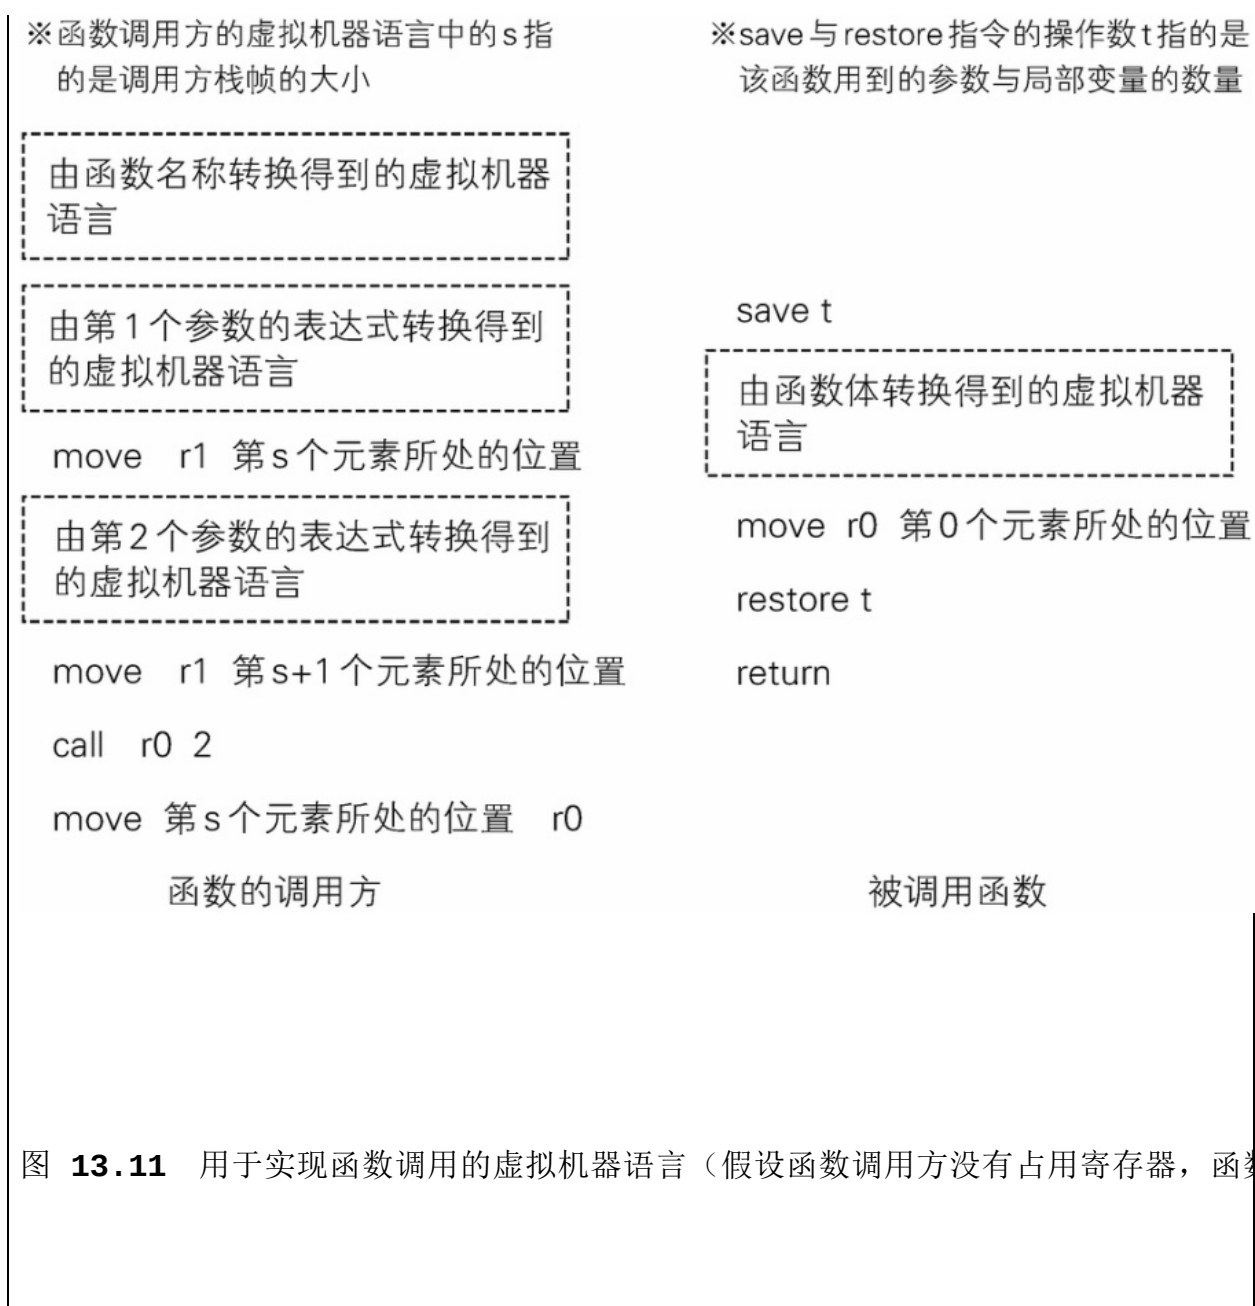 ※函数调用方的虚拟机器语言中的s指
的是调用方栈帧的大小
由函数名称转换得到的虚拟机器
语言
由第1个参数的表达式转换得到
的虚拟机器语言
move r1 第s个元素所处的位置
由第2个参数的表达式转换得到
的虚拟机器语言
move r1 第s+1个元素所处的位置
call r0 2
move 第s个元素所处的位置 r0
函数的调用方
※save与restore指令的操作数t指的是
该函数用到的参数与局部变量的数量
save t
由函数体转换得到的虚拟机器
语言
move r0 第0个元素所处的位置
restore t
return
被调用函数
图 13.11 用于实现函数调用的虚拟机器语言（假设函数调用方没有占用寄存器，函